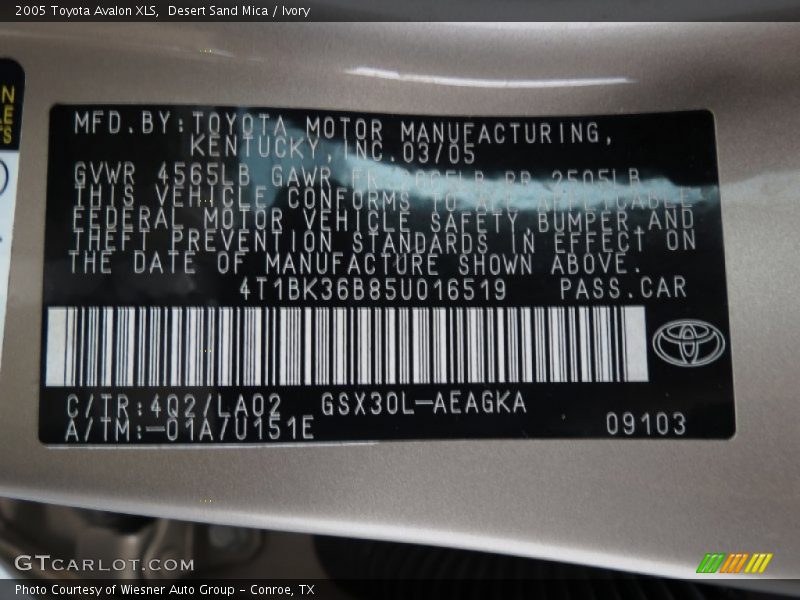 2005 Toyota Avalon XLS,  Desert Sand Mica / Ivory
N
E
T
S
MFD.BY:TOYOTA MOTOR MANUFACTURING,
KENTUCKY,INC.03/05
GVWR 4565LB GAWR FR 2505LB
THIS VEHICLE CONFORMS TO ALL APPLICABLE
FEDERAL MOTOR VEHICLE SAFETY,BUMPER,AND
THEFT PREVENTION STANDARDS IN EFFECT ON
THE DATE OF MANUFACTURE SHOWN ABOVE.
4T1BK36B85U016519 PASS.CAR
C/TR:4Q2/LA02 GSX30L-AEAGKA
A/TM:-01A/U151E 09103
GTCARLOT.COM
Photo Courtesy of Wiesner Auto Group - Conroe, TX